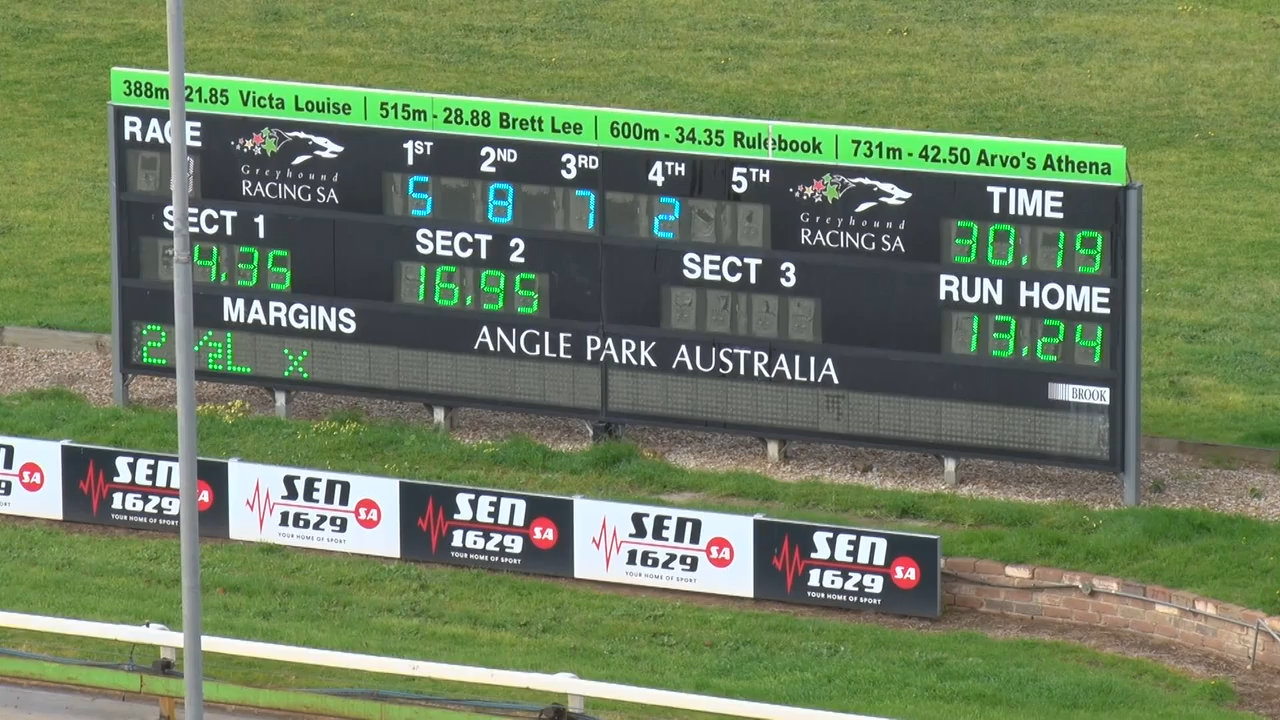 388m 21.85 Victa Louise | 515m - 28.88 Brett Lee | 600m - 34.35 Rulebook | 731m - 42.50 Arvo's Athena
RACE
Greyhound
RACING SA
1ST 2ND 3RD 4TH 5TH
5 8 7 2
Greyhound
RACING SA
TIME
30.19
SECT 1
4.35
SECT 2
16.95
SECT 3
RUN HOME
13.24
MARGINS
2 1/2L x
ANGLE PARK AUSTRALIA
BROOK
SA
SEN
1629 SA
YOUR HOME OF SPORT
SEN
1629 SA
YOUR HOME OF SPORT
SEN
1629 SA
YOUR HOME OF SPORT
SEN
1629 SA
YOUR HOME OF SPORT
SEN
1629 SA
YOUR HOME OF SPORT